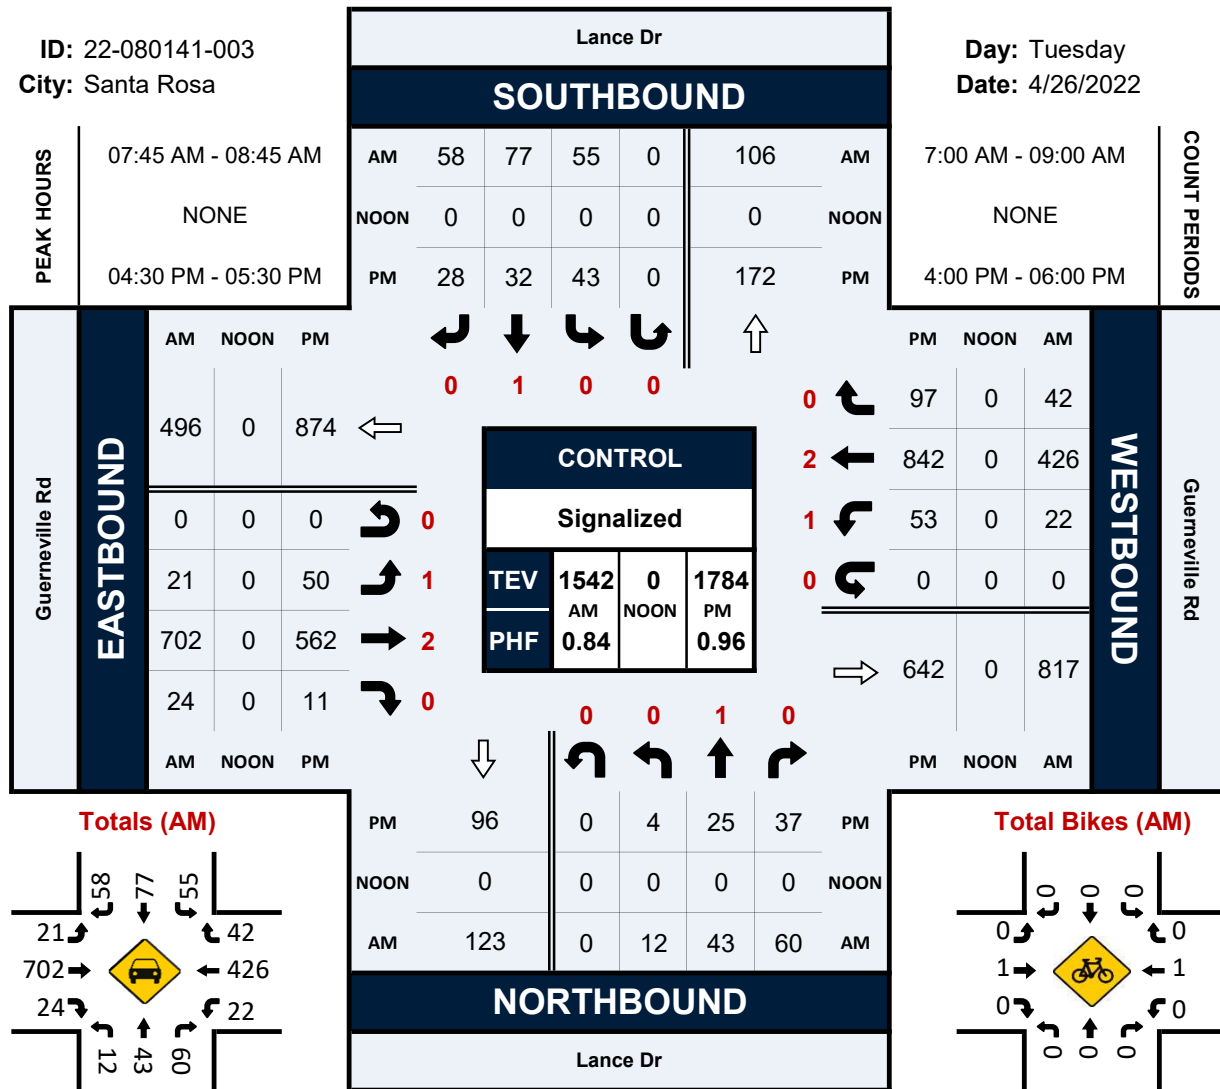 ID: 22-080141-003
City: Santa Rosa
Lance Dr
Day: Tuesday
Date: 4/26/2022
SOUTHBOUND
PEAK HOURS
07:45 AM - 08:45 AM
NONE
04:30 PM - 05:30 PM
AM 58 77 55 0 106 AM
NOON 0 0 0 0 0 NOON
PM 28 32 43 0 172 PM
7:00 AM - 09:00 AM
NONE
4:00 PM - 06:00 PM
COUNT PERIODS
0 1 0 0
Guerneville Rd
EASTBOUND
AM NOON PM
496 0 874
0 0 0 0
21 0 50 1
702 0 562 2
24 0 11 0
AM NOON PM
CONTROL
Signalized
TEV 1542 0 1784
AM NOON PM
PHF 0.84 0.96
PM NOON AM
0 97 0 42
2 842 0 426
1 53 0 22
0 0 0 0
642 0 817
PM NOON AM
WESTBOUND
Guerneville Rd
0 0 1 0
PM 96 0 4 25 37 PM
NOON 0 0 0 0 0 NOON
AM 123 0 12 43 60 AM
NORTHBOUND
Lance Dr
Totals (AM)
58 77 55
21 42
702 426
24 22
12 43 60
Total Bikes (AM)
0 0 0
0 0
1 1
0 0
0 0 0